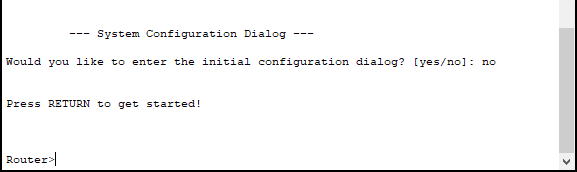 --- System Configuration Dialog ---
Would you like to enter the initial configuration dialog? [yes/no]: no
Press RETURN to get started!
Router>